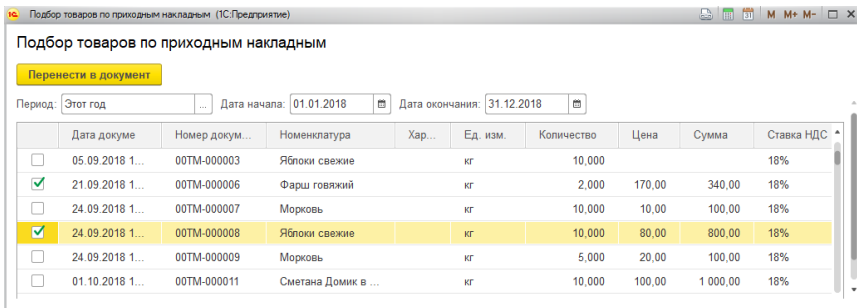 1С Подбор товаров по приходным накладным (1С:Предприятие) 31 M M+ M-
Подбор товаров по приходным накладным
Перенести в документ
Период: Этот год ... Дата начала: 01.01.2018 Дата окончания: 31.12.2018
Дата докуме Номер докум... Номенклатура Хар... Ед. изм. Количество Цена Сумма Ставка НДС
05.09.2018 1... 00ТМ-000003 Яблоки свежие кг 10,000 18%
21.09.2018 1... 00ТМ-000006 Фарш говяжий кг 2,000 170,00 340,00 18%
24.09.2018 1... 00ТМ-000007 Морковь кг 10,000 10,00 100,00 18%
24.09.2018 1... 00ТМ-000008 Яблоки свежие кг 10,000 80,00 800,00 18%
24.09.2018 1... 00ТМ-000009 Морковь кг 5,000 20,00 100,00 18%
01.10.2018 1... 00ТМ-000011 Сметана Домик в ... кг 10,000 100,00 1 000,00 18%